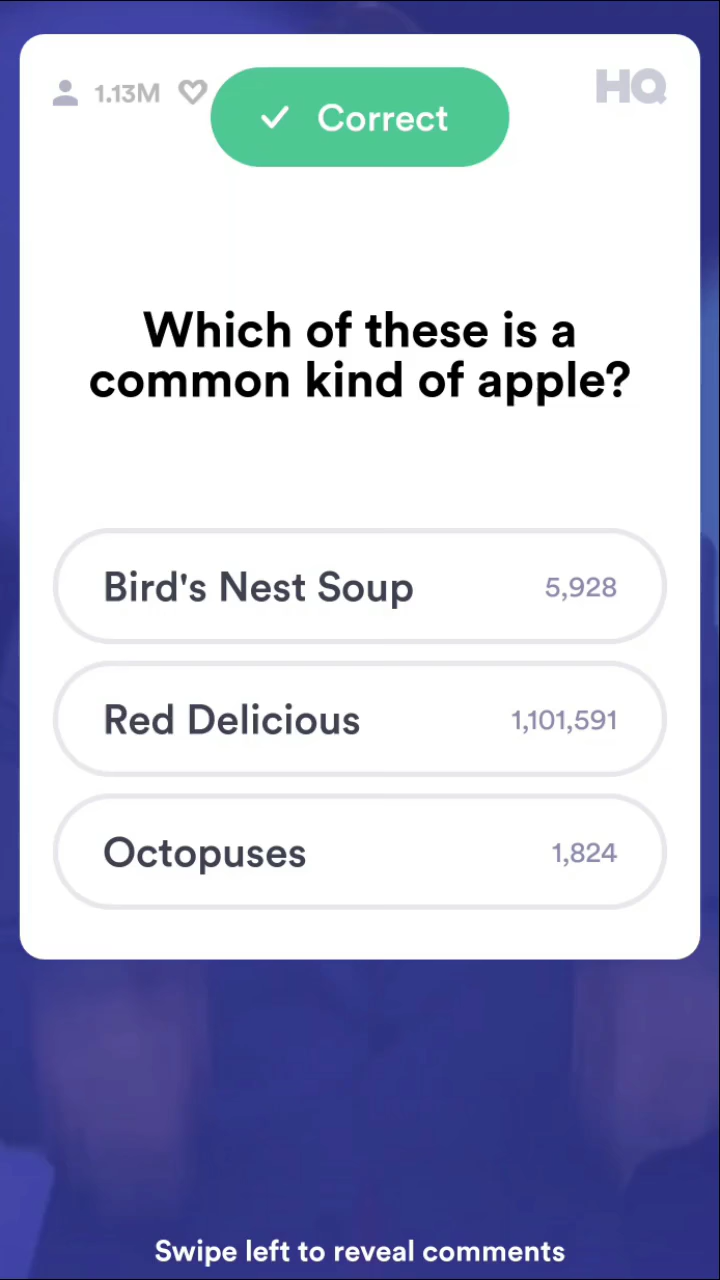 1.13M
HQ
Correct
Which of these is a
common kind of apple?
Bird's Nest Soup 5,928
Red Delicious 1,101,591
Octopuses 1,824
Swipe left to reveal comments